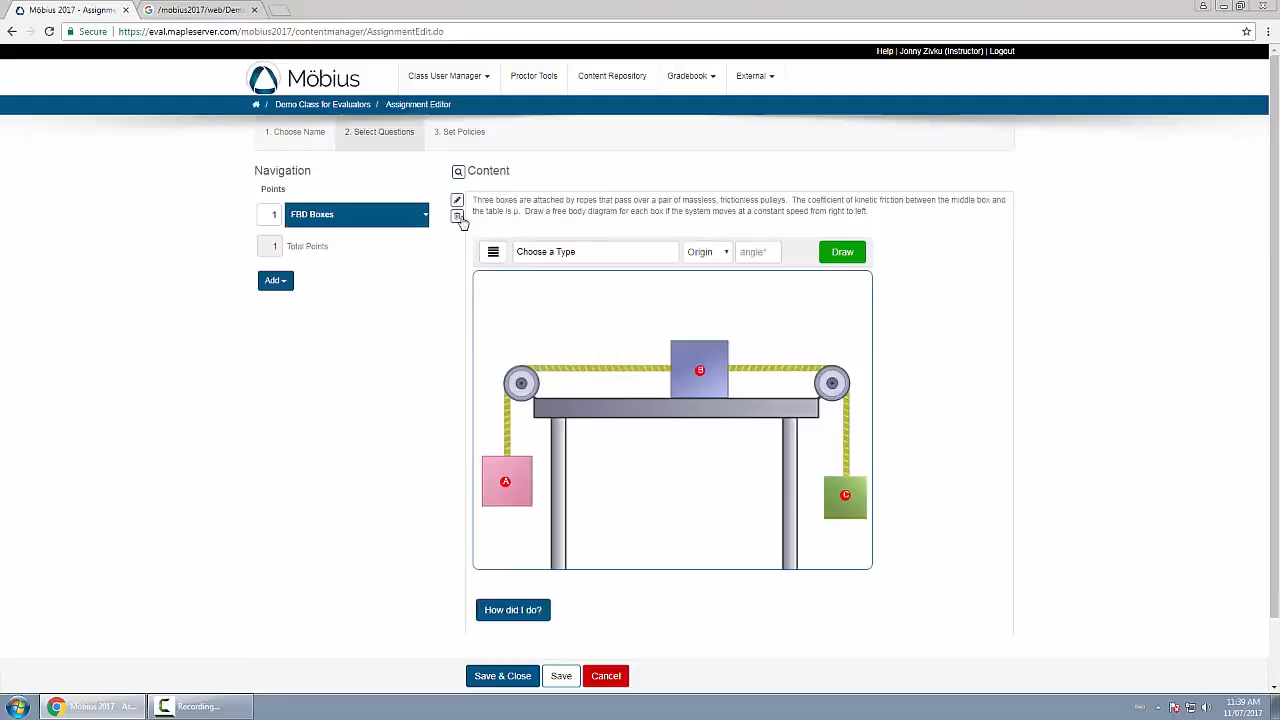 Möbius 2017 - Assignme
/mobius2017/web/Dem
Secure
https://eval.mapleserver.com/mobius2017/contentmanager/AssignmentEdit.do
Help | Jonny Zivku (Instructor) | Logout
Möbius
Class User Manager
Proctor Tools
Content Repository
Gradebook
External
Demo Class for Evaluators / Assignment Editor
1. Choose Name
2. Select Questions
3. Set Policies
Navigation
Content
Points
1
FBD Boxes
1
Total Points
Add
Three boxes are attached by ropes that pass over a pair of massless, frictionless pulleys. The coefficient of kinetic friction between the middle box and
the table is μ. Draw a free body diagram for each box if the system moves at a constant speed from right to left.
Choose a Type
Origin
angle°
Draw
B
A
C
How did I do?
Save & Close
Save
Cancel
Möbius 2017 - As...
Recording...
11:39 AM
11/07/2017